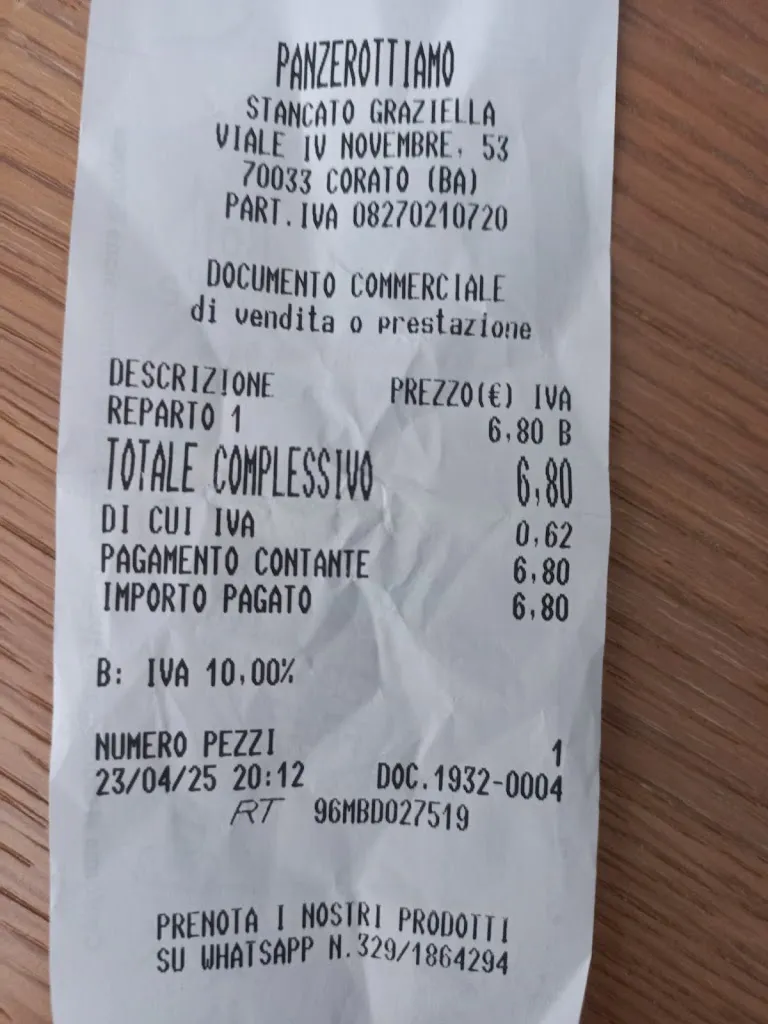 PANZEROTTIAMO
STANCATO GRAZIELLA
VIALE IV NOVEMBRE, 53
70033 CORATO (BA)
PART.IVA 08270210720
DOCUMENTO COMMERCIALE
di vendita o prestazione
DESCRIZIONE PREZZO(€) IVA
REPARTO 1 6,80 B
TOTALE COMPLESSIVO 6,80
DI CUI IVA 0,62
PAGAMENTO CONTANTE 6,80
IMPORTO PAGATO 6,80
B: IVA 10,00%
NUMERO PEZZI 1
23/04/25 20:12 DOC.1932-0004
RT 96MBD027519
PRENOTA I NOSTRI PRODOTTI
SU WHATSAPP N.329/1864294